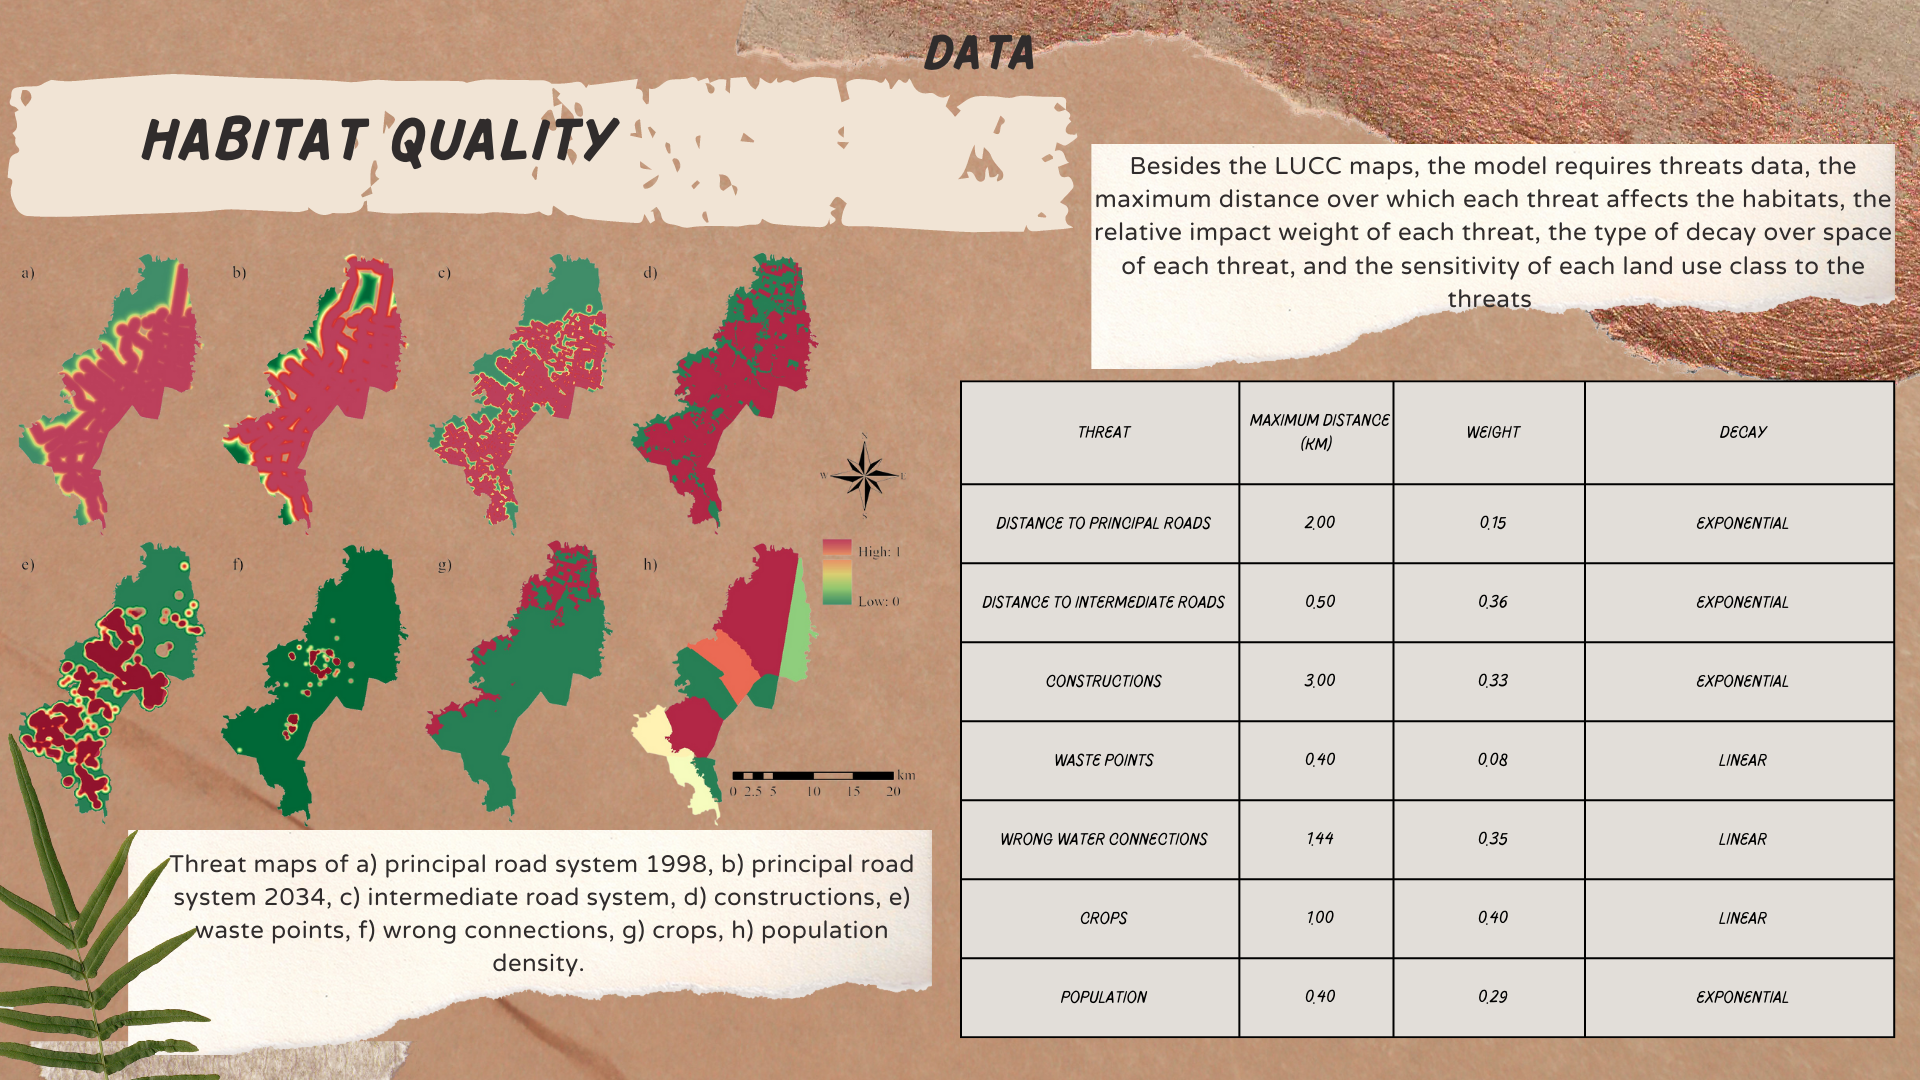 DATA
HABITAT QUALITY
Besides the LUCC maps, the model requires threats data, the
maximum distance over which each threat affects the habitats, the
relative impact weight of each threat, the type of decay over space
of each threat, and the sensitivity of each land use class to the
threats
a) b) c) d)
N
W E
S
e) f) g) h)
High: 1
Low: 0
km
0 2.5 5 10 15 20
Threat maps of a) principal road system 1998, b) principal road
system 2034, c) intermediate road system, d) constructions, e)
waste points, f) wrong connections, g) crops, h) population
density.
THREAT MAXIMUM DISTANCE (KM) WEIGHT DECAY
DISTANCE TO PRINCIPAL ROADS 2.00 0.15 EXPONENTIAL
DISTANCE TO INTERMEDIATE ROADS 0.50 0.36 EXPONENTIAL
CONSTRUCTIONS 3.00 0.33 EXPONENTIAL
WASTE POINTS 0.40 0.08 LINEAR
WRONG WATER CONNECTIONS 1.44 0.35 LINEAR
CROPS 1.00 0.40 LINEAR
POPULATION 0.40 0.29 EXPONENTIAL